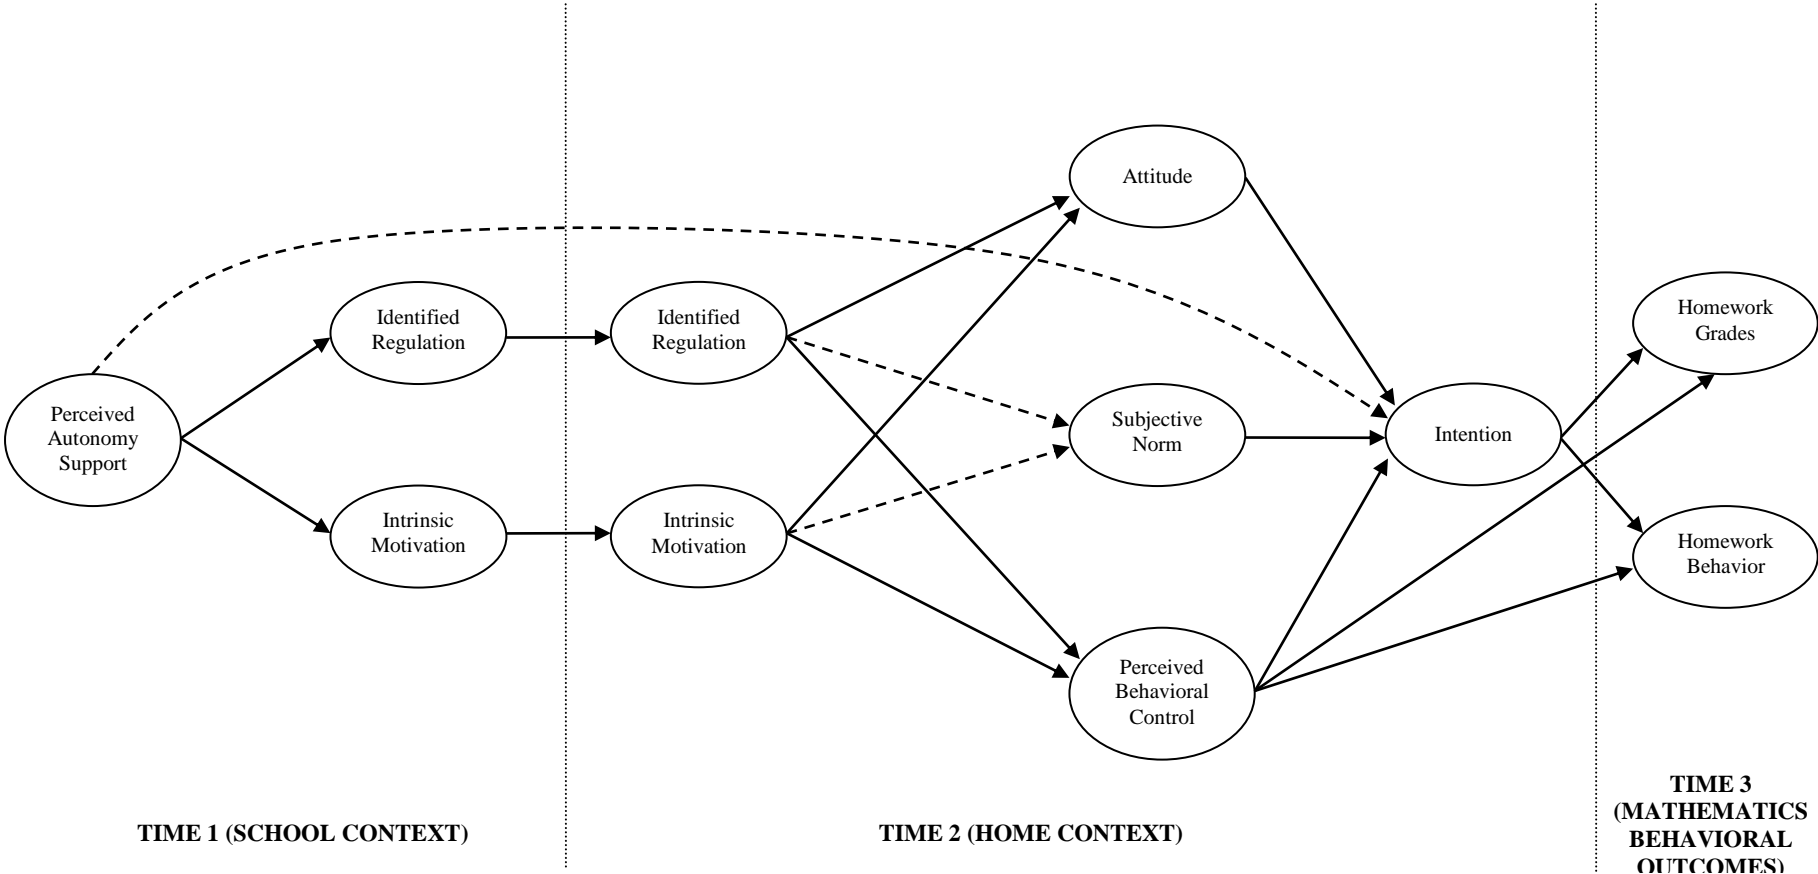 Attitude
Identified
Regulation
Identified
Regulation
Homework
Grades
Perceived
Autonomy
Support
Subjective
Norm
Intention
Intrinsic
Motivation
Intrinsic
Motivation
Homework
Behavior
Perceived
Behavioral
Control
TIME 1 (SCHOOL CONTEXT)
TIME 2 (HOME CONTEXT)
TIME 3
(MATHEMATICS
BEHAVIORAL
OUTCOMES)